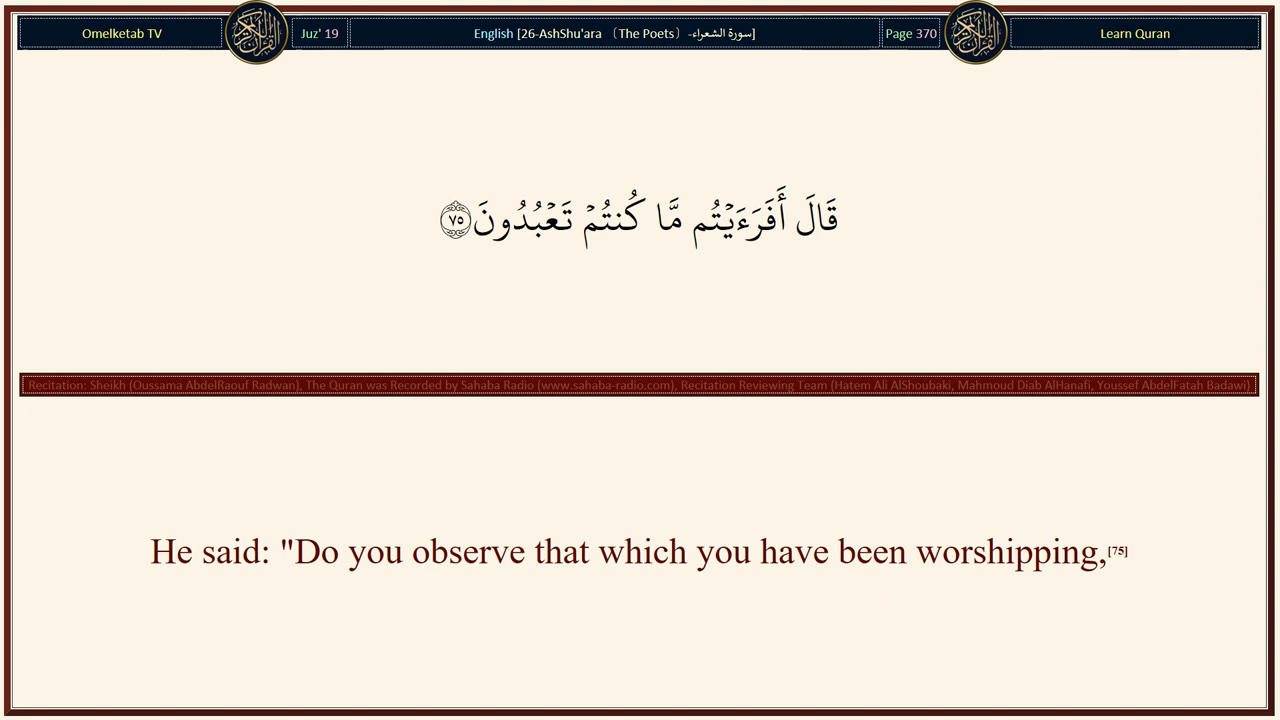 Omelketab TV
Juz' 19
English [26-AshShu'ara 〔The Poets〕-سورة الشعراء]
Page 370
Learn Quran
قَالَ أَفَرَءَيْتُم مَّا كُنتُمْ تَعْبُدُونَ ٧٥
Recitation: Sheikh (Oussama AbdelRaouf Radwan), The Quran was Recorded by Sahaba Radio (www.sahaba-radio.com), Recitation Reviewing Team (Hatem Ali AlShoubaki, Mahmoud Diab AlHanafi, Youssef AbdelFatah Badawi)
He said: "Do you observe that which you have been worshipping,[75]